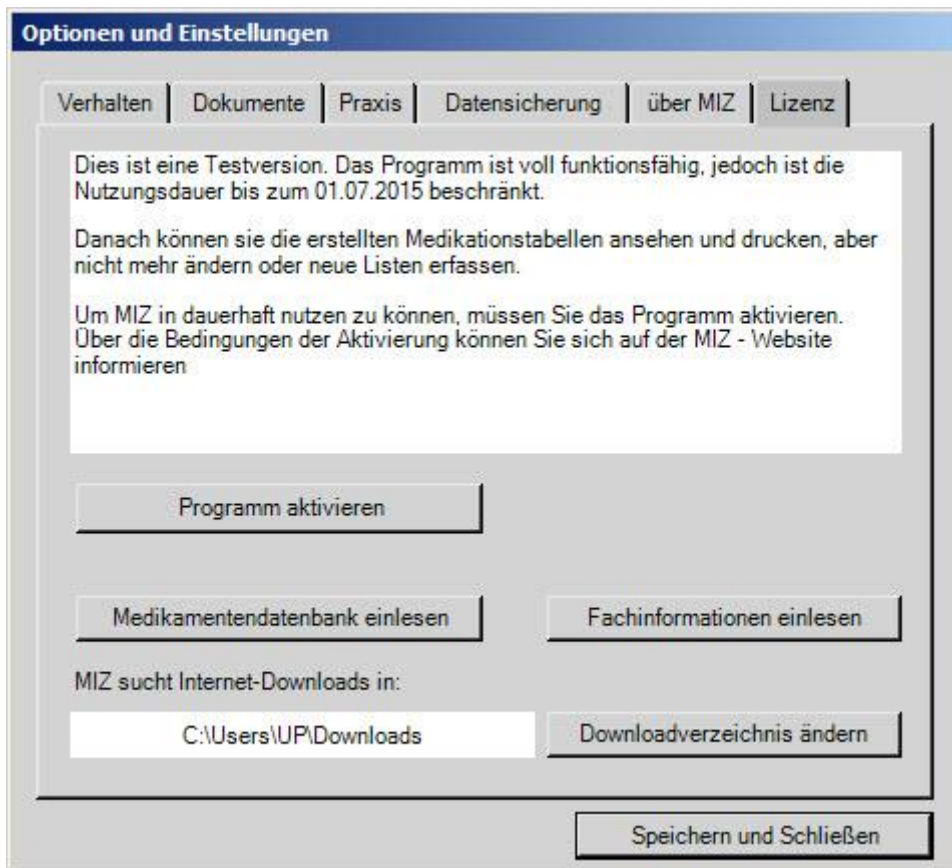 Optionen und Einstellungen
Verhalten Dokumente Praxis Datensicherung über MIZ Lizenz
Dies ist eine Testversion. Das Programm ist voll funktionsfähig, jedoch ist die
Nutzungsdauer bis zum 01.07.2015 beschränkt.
Danach können sie die erstellten Medikationstabellen ansehen und drucken, aber
nicht mehr ändern oder neue Listen erfassen.
Um MIZ in dauerhaft nutzen zu können, müssen Sie das Programm aktivieren.
Über die Bedingungen der Aktivierung können Sie sich auf der MIZ - Website
informieren
Programm aktivieren
Medikamentendatenbank einlesen Fachinformationen einlesen
MIZ sucht Internet-Downloads in:
C:\Users\UP\Downloads Downloadverzeichnis ändern
Speichern und Schließen